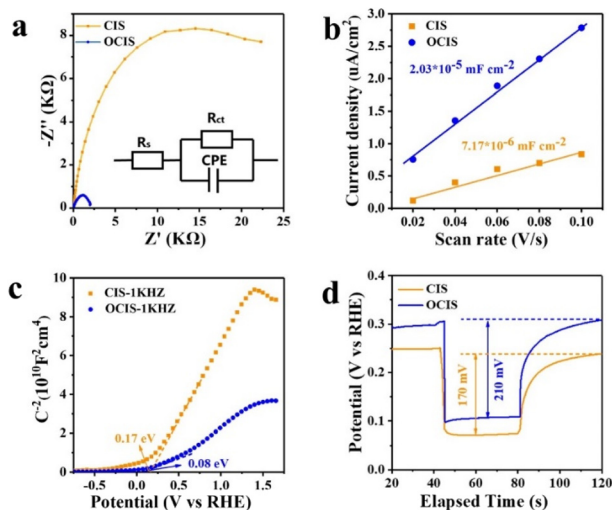 a
CIS
OCIS
-Z'' (KΩ)
8
6
4
2
0
Rs
Rct
CPE
0 5 10 15 20 25
Z' (KΩ)
b
CIS
OCIS
Current density (uA/cm2)
3.0
2.5
2.0
1.5
1.0
0.5
0.0
2.03*10-5 mF cm-2
7.17*10-6 mF cm-2
0.02 0.04 0.06 0.08 0.10
Scan rate (V/s)
c
CIS-1KHZ
OCIS-1KHZ
C-2(1010F2cm4)
10
8
6
4
2
0
0.17 eV
0.08 eV
-0.5 0.0 0.5 1.0 1.5
Potential (V vs RHE)
d
CIS
OCIS
Potential (V vs RHE)
0.4
0.3
0.2
0.1
0.0
170 mV
210 mV
20 40 60 80 100 120
Elapsed Time (s)